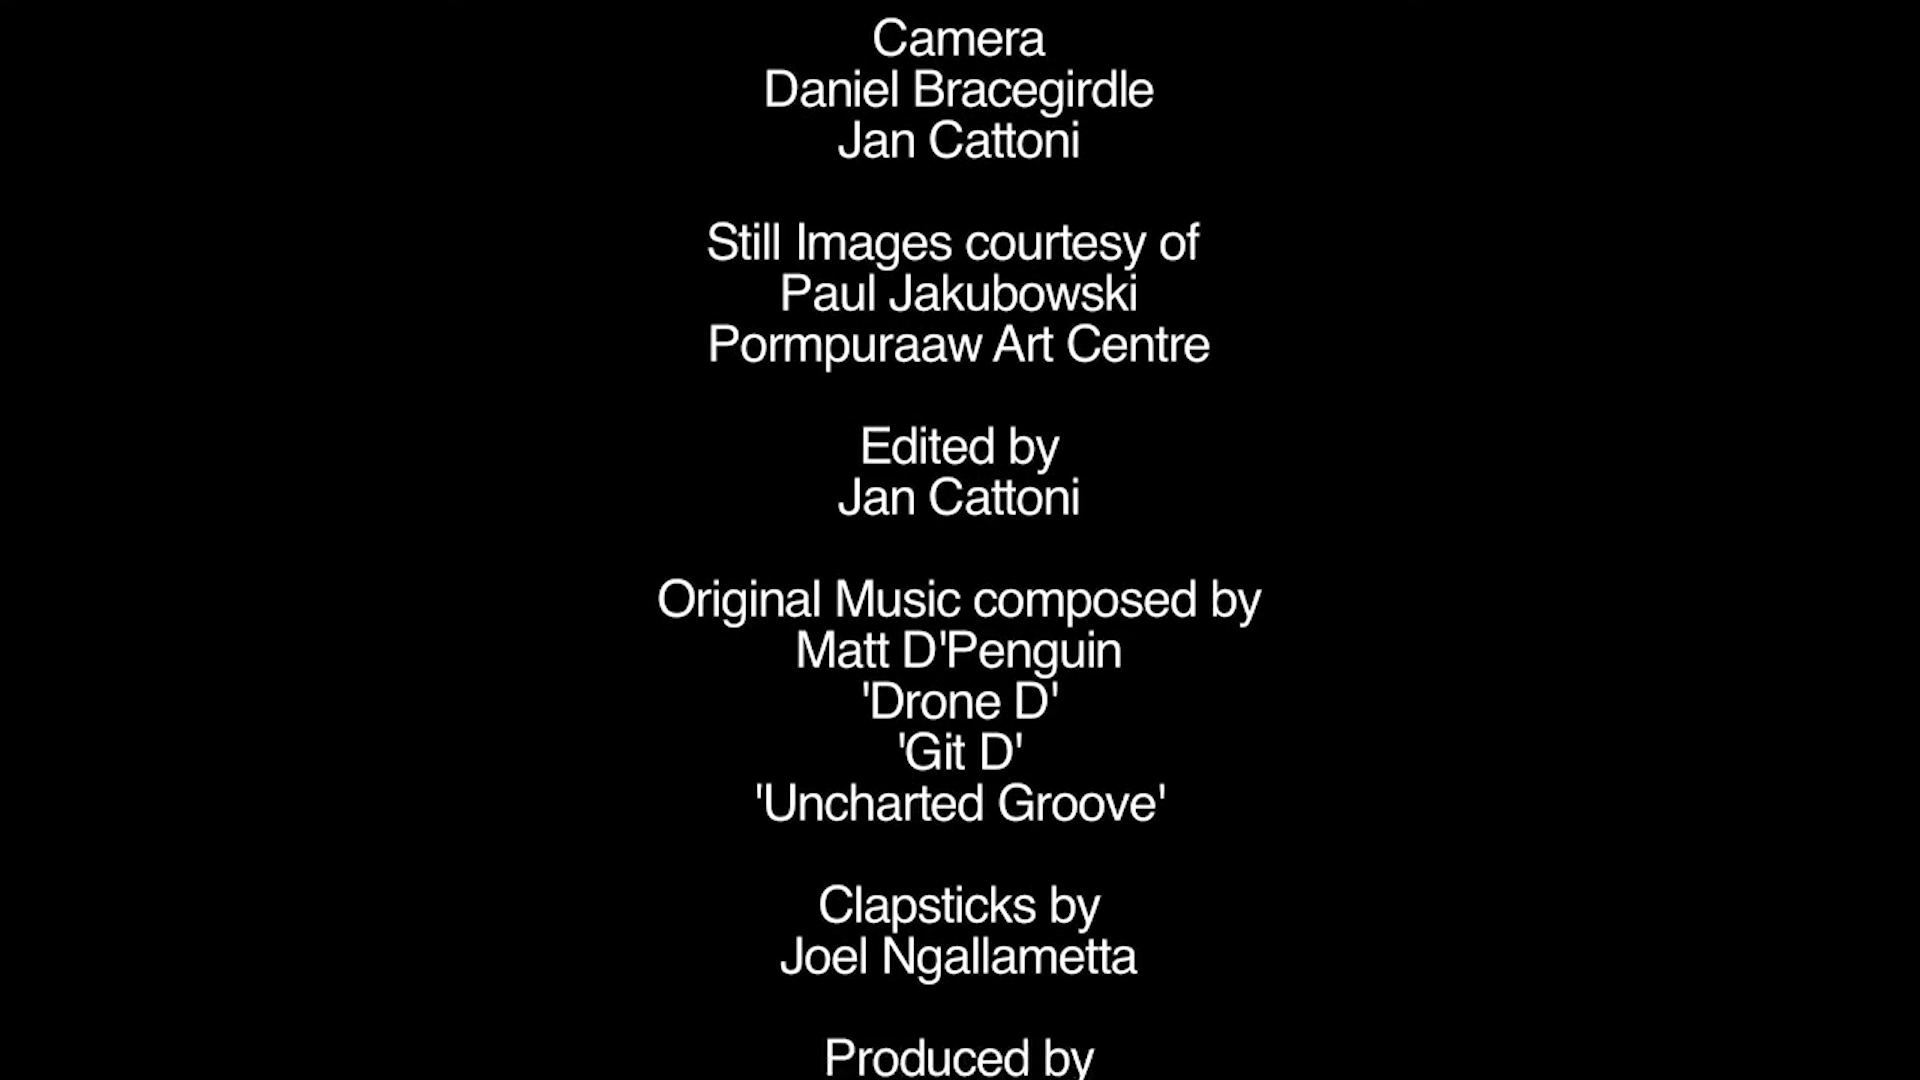 Camera
Daniel Bracegirdle
Jan Cattoni
Still Images courtesy of
Paul Jakubowski
Pormpuraaw Art Centre
Edited by
Jan Cattoni
Original Music composed by
Matt D'Penguin
'Drone D'
'Git D'
'Uncharted Groove'
Clapsticks by
Joel Ngallametta
Produced by